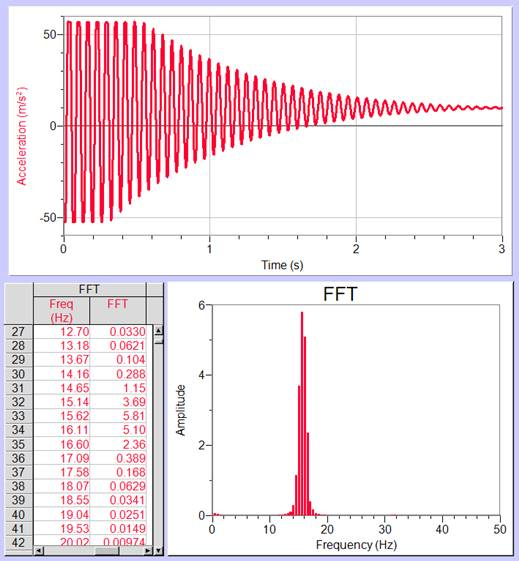 50
0
-50
Acceleration (m/s²)
0 1 2 3
Time (s)
FFT
Freq FFT
(Hz)
27 12.70 0.0330
28 13.18 0.0621
29 13.67 0.104
30 14.16 0.288
31 14.65 1.15
32 15.14 3.69
33 15.62 5.81
34 16.11 5.10
35 16.60 2.36
36 17.09 0.389
37 17.58 0.168
38 18.07 0.0629
39 18.55 0.0341
40 19.04 0.0251
41 19.53 0.0149
42 20.02 0.00974
FFT
6
4
2
0
Amplitude
0 10 20 30 40 50
Frequency (Hz)